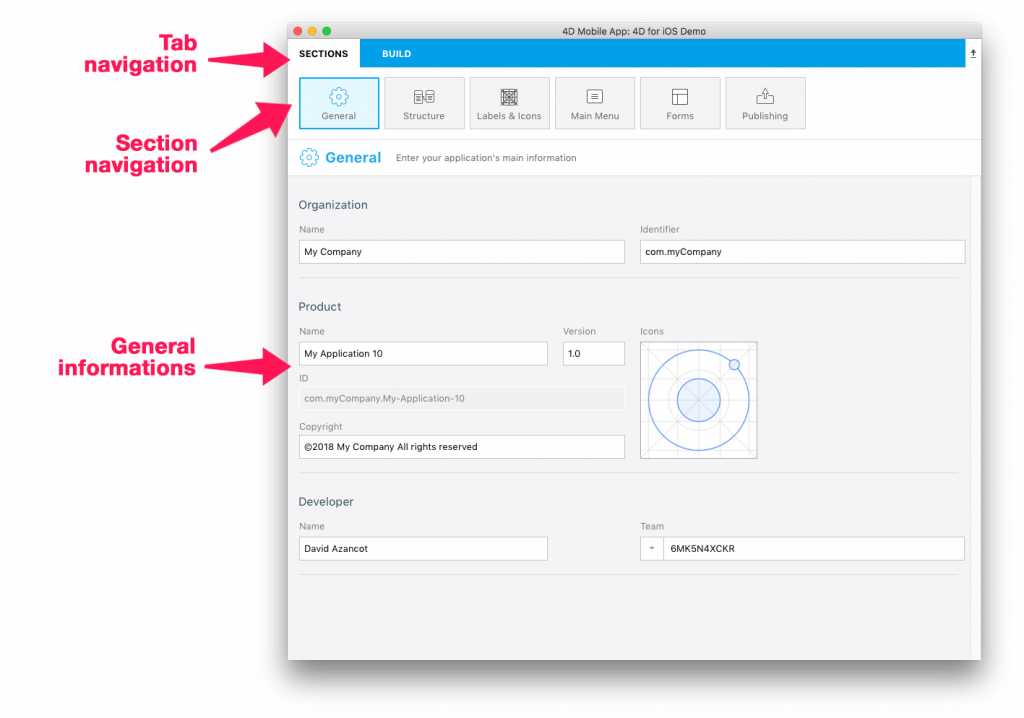 4D Mobile App: 4D for iOS Demo
Tab
navigation
SECTIONS BUILD
General Structure Labels & Icons Main Menu Forms Publishing
Section
navigation
General Enter your application's main information
Organization
Name Identifier
My Company com.myCompany
Product
Name Version Icons
General
informations
My Application 10 1.0
ID
com.myCompany.My-Application-10
Copyright
©2018 My Company All rights reserved
Developer
Name Team
David Azancot 6MK5N4XCKR